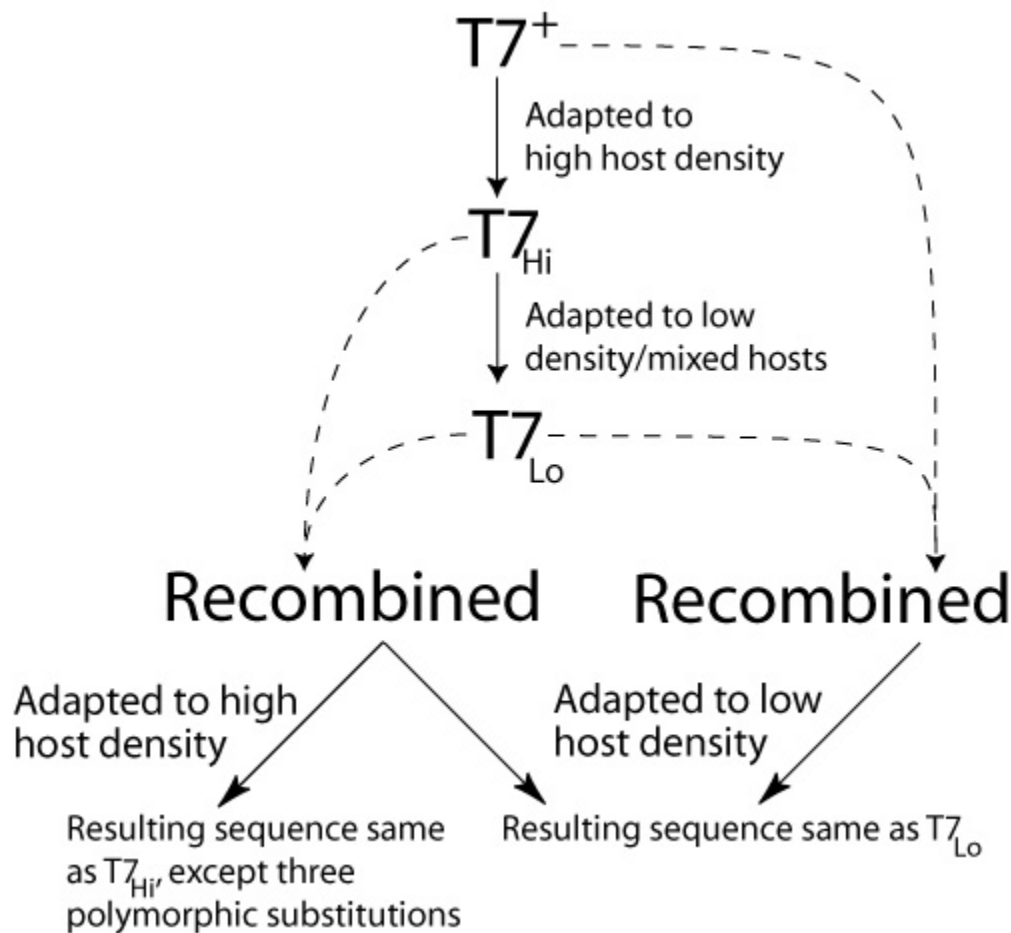 T7+
Adapted to
high host density
T7Hi
Adapted to low
density/mixed hosts
T7Lo
Recombined
Recombined
Adapted to high
host density
Adapted to low
host density
Resulting sequence same
as T7Hi, except three
polymorphic substitutions
Resulting sequence same as T7Lo